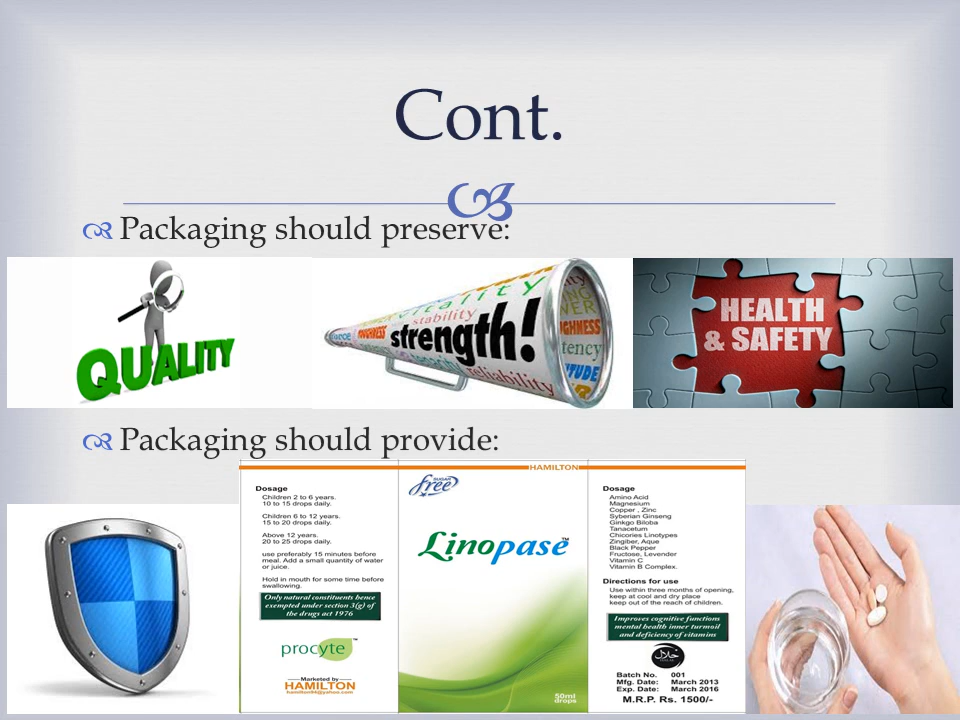 Cont.
Packaging should preserve:
QUALITY
vitality
stability
strength!
reliability
HEALTH
& SAFETY
Packaging should provide:
HAMILTON
Dosage
Children 2 to 6 years.
10 to 15 drops daily.
Children 6 to 12 years.
15 to 20 drops daily.
Above 12 years.
20 to 25 drops daily.
use preferably 15 minutes before
meal. Add a small quantity of water
or juice.
Hold in mouth for some time before
swallowing.
Only natural constituents hence
exempted under section 3(g) of
the drugs act 1976
procyte™
Marketed by
HAMILTON
SUGAR
free
Linopase™
50ml
drops
Dosage
Amino Acid
Magnesium
Copper , Zinc
Syberian Ginseng
Ginkgo Biloba
Tanacetum
Chicories Linotypes
Zingiber, Aque
Black Pepper
Fructose, Levender
Vitamin C
Vitamin B Complex.
Directions for use
Use within three months of opening,
keep at cool and dry place
keep out of the reach of children.
Improves cognitive functions
mental health inner turmoil
and deficiency of vitamins
حلال
Batch No. 001
Mfg. Date: March 2013
Exp. Date: March 2016
M.R.P. Rs. 1500/-